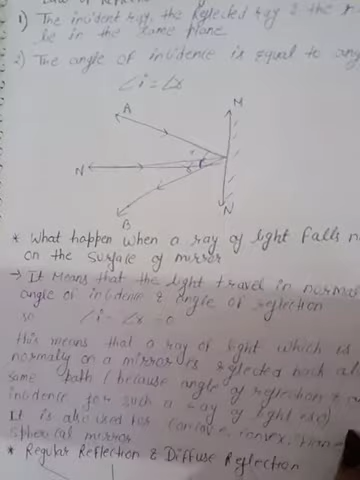 1) The incident ray, the Reflected ray & the
lie in the same plane
2) The angle of incidence is equal to
∠i = ∠r
A
M
N
i
r
B
N
* What happen when a ray of light falls
on the surface of mirror
→ It Means that the light travel in normal
angle of incidence & angle of reflection
so ∠i = ∠r = 0
This means that a ray of light which is
normally on a mirror is reflected back
same path (because angle of reflection &
incidence for such a ray of light
It is also used for concave, convex,
spherical mirror
* Regular Reflection & Diffuse Reflection